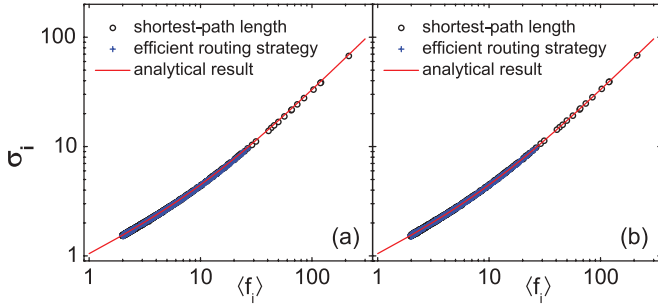 shortest-path length
efficient routing strategy
analytical result
shortest-path length
efficient routing strategy
analytical result
100
10
1
σi
(a)
(b)
1 10 100
1 10 100
⟨fi⟩
⟨fi⟩